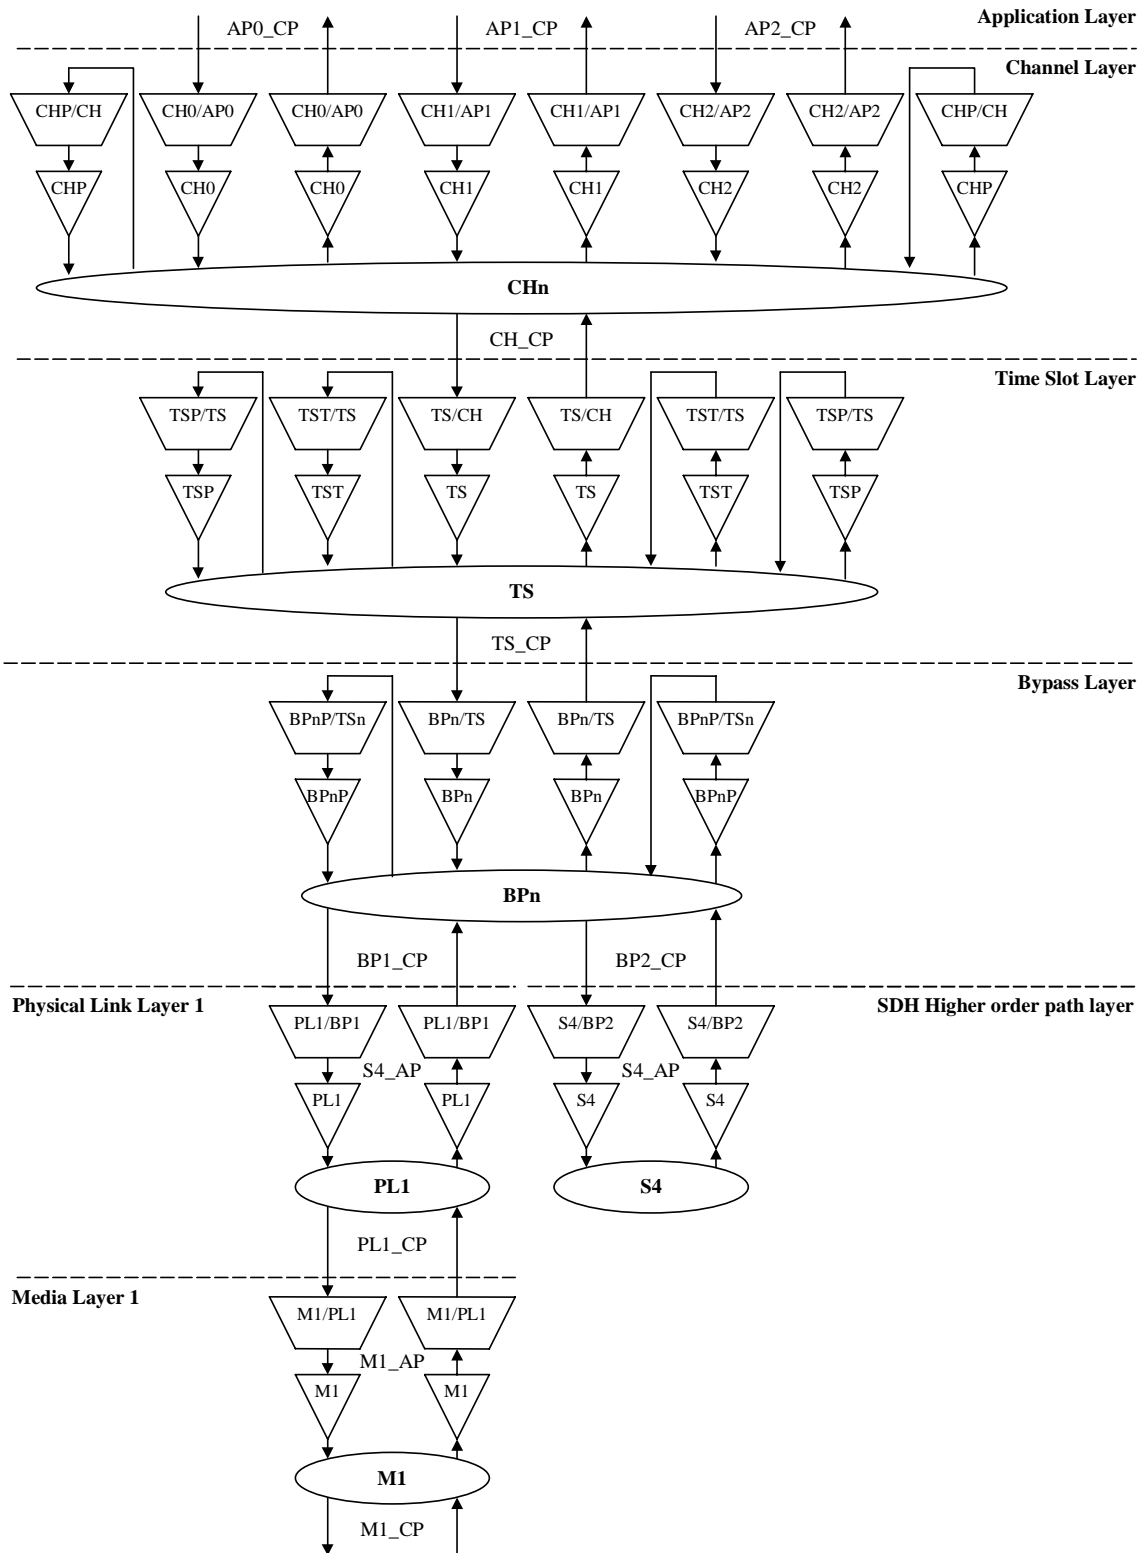 AP0_CP AP1_CP AP2_CP Application Layer
Channel Layer
CHP/CH CH0/AP0 CH0/AP0 CH1/AP1 CH1/AP1 CH2/AP2 CH2/AP2 CHP/CH
CHP CH0 CH0 CH1 CH1 CH2 CH2 CHP
CHn
CH_CP
Time Slot Layer
TSP/TS TST/TS TS/CH TS/CH TST/TS TSP/TS
TSP TST TS TS TST TSP
TS
TS_CP
Bypass Layer
BPnP/TSn BPn/TS BPn/TS BPnP/TSn
BPnP BPn BPn BPnP
BPn
BP1_CP BP2_CP
Physical Link Layer 1 SDH Higher order path layer
PL1/BP1 PL1/BP1 S4/BP2 S4/BP2
S4_AP S4_AP
PL1 PL1 S4 S4
PL1 S4
PL1_CP
Media Layer 1
M1/PL1 M1/PL1
M1_AP
M1 M1
M1
M1_CP